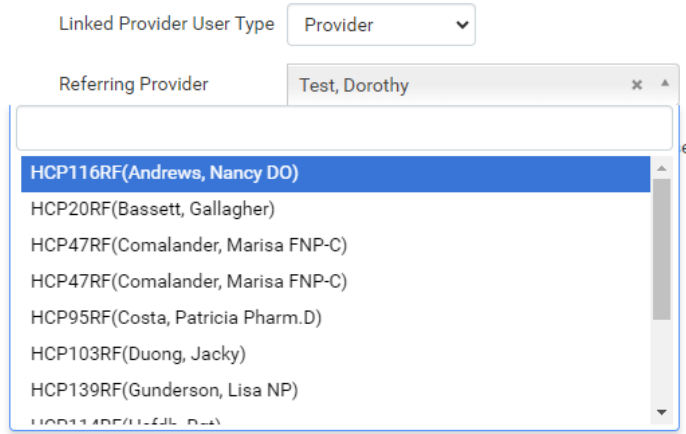 Linked Provider User Type Provider
Referring Provider Test, Dorothy
HCP116RF(Andrews, Nancy DO)
HCP20RF(Bassett, Gallagher)
HCP47RF(Comalander, Marisa FNP-C)
HCP47RF(Comalander, Marisa FNP-C)
HCP95RF(Costa, Patricia Pharm.D)
HCP103RF(Duong, Jacky)
HCP139RF(Gunderson, Lisa NP)